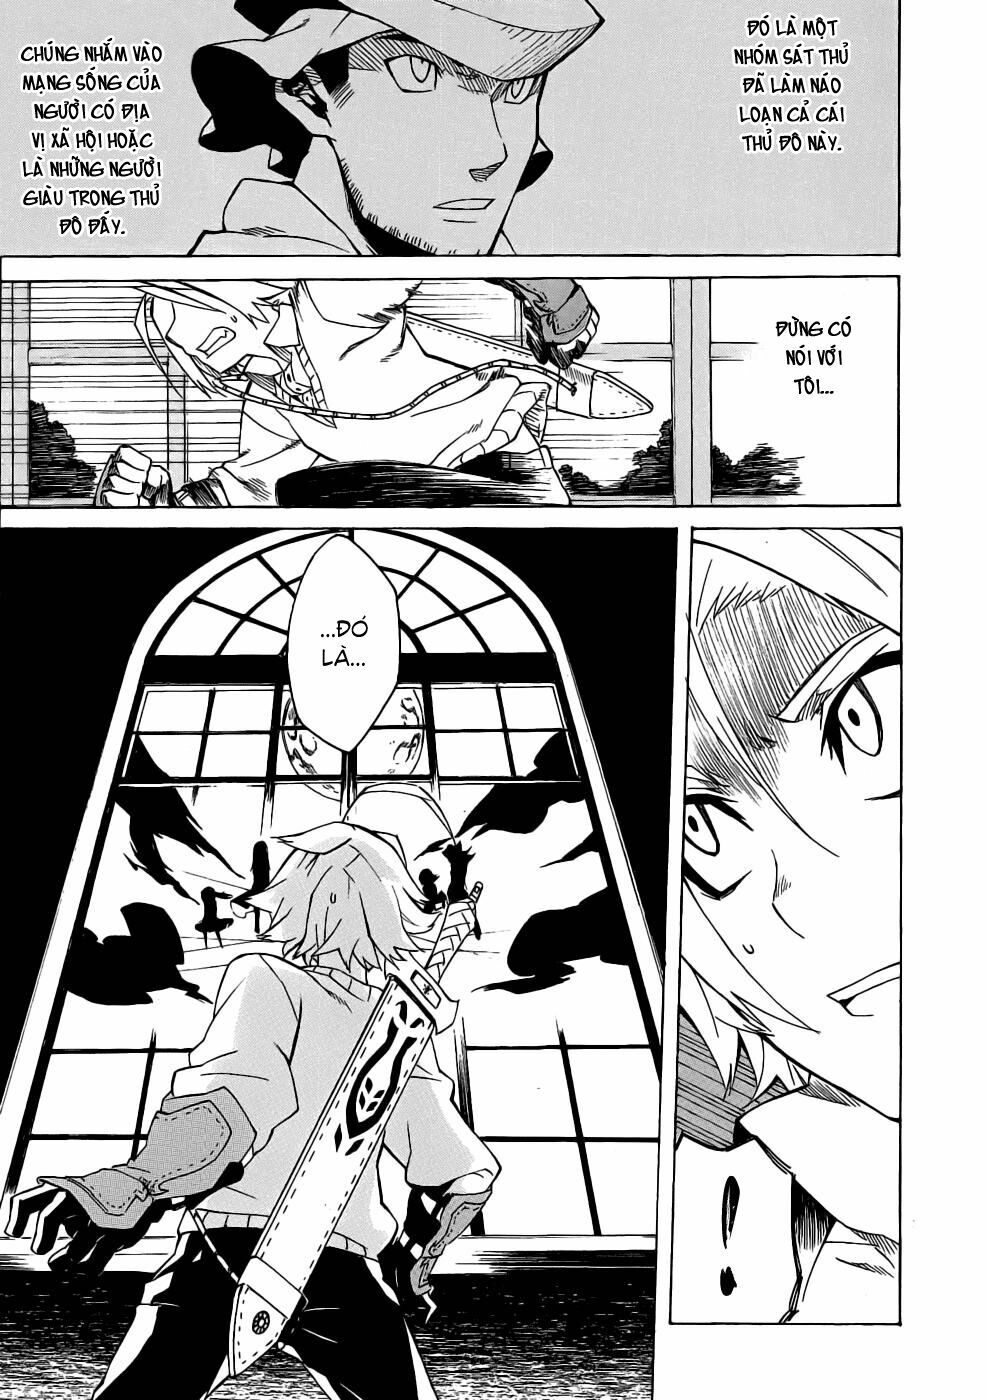 ĐÓ LÀ MỘT
NHÓM SÁT THỦ
ĐÃ LÀM NÁO
LOẠN CẢ CÁI
THỦ ĐÔ NÀY.
CHÚNG NHẮM VÀO
MẠNG SỐNG CỦA
NGƯỜI CÓ ĐỊA
VỊ XÃ HỘI HOẶC
LÀ NHỮNG NGƯỜI
GIÀU TRONG THỦ
ĐÔ ĐẤY.
ĐỪNG CÓ
NÓI VỚI
TÔI...
...ĐÓ
LÀ...